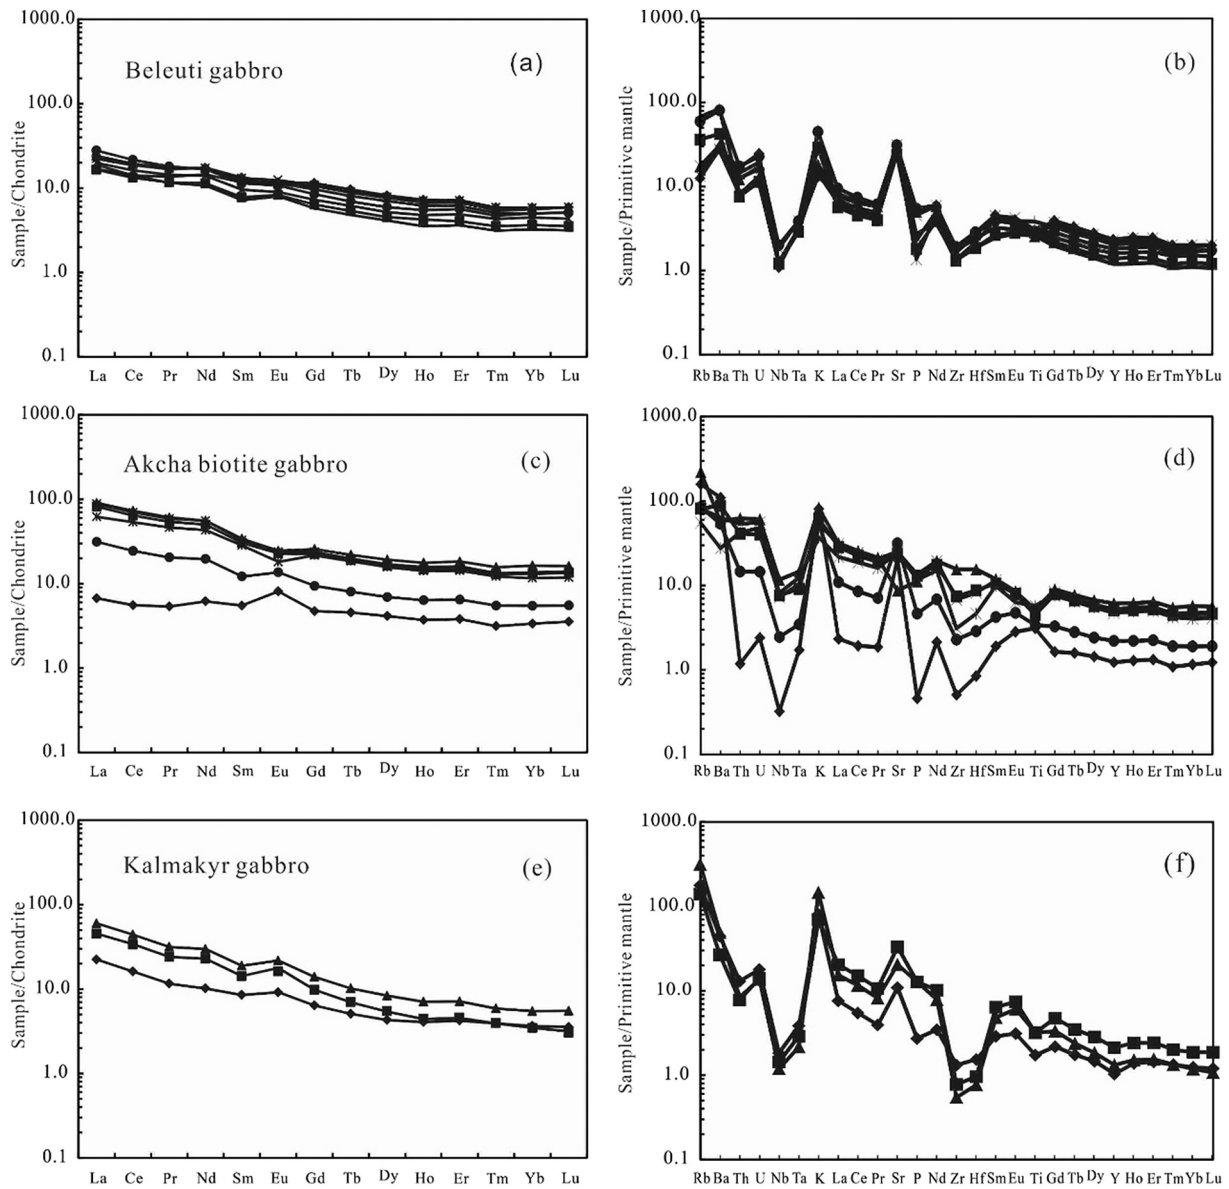 1000.0
100.0
10.0
1.0
0.1
Sample/Chondrite
Beleuti gabbro
(a)
La Ce Pr Nd Sm Eu Gd Tb Dy Ho Er Tm Yb Lu
1000.0
100.0
10.0
1.0
0.1
Sample/Primitive mantle
(b)
Rb Ba Th U Nb Ta K La Ce Pr Sr P Nd Zr Hf Sm Eu Ti Gd Tb Dy Y Ho Er Tm Yb Lu
1000.0
100.0
10.0
1.0
0.1
Sample/Chondrite
Akcha biotite gabbro
(c)
La Ce Pr Nd Sm Eu Gd Tb Dy Ho Er Tm Yb Lu
1000.0
100.0
10.0
1.0
0.1
Sample/Primitive mantle
(d)
Rb Ba Th U Nb Ta K La Ce Pr Sr P Nd Zr Hf Sm Eu Ti Gd Tb Dy Y Ho Er Tm Yb Lu
1000.0
100.0
10.0
1.0
0.1
Sample/Chondrite
Kalmakyr gabbro
(e)
La Ce Pr Nd Sm Eu Gd Tb Dy Ho Er Tm Yb Lu
1000.0
100.0
10.0
1.0
0.1
Sample/Primitive mantle
(f)
Rb Ba Th U Nb Ta K La Ce Pr Sr P Nd Zr Hf Sm Eu Ti Gd Tb Dy Y Ho Er Tm Yb Lu